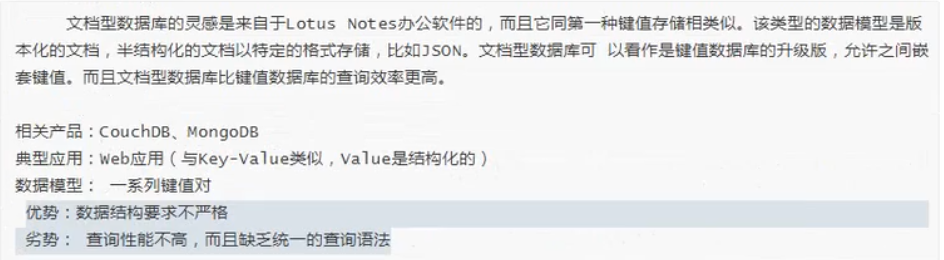 文档型数据库的灵感是来自于Lotus Notes办公软件的，而且它同第一种键值存储相类似。该类型的数据模型是版
本化的文档，半结构化的文档以特定的格式存储，比如JSON。文档型数据库可 以看作是键值数据库的升级版，允许之间嵌
套键值。而且文档型数据库比键值数据库的查询效率更高。
相关产品：CouchDB、MongoDB
典型应用：Web应用（与Key-Value类似，Value是结构化的）
数据模型： 一系列键值对
优势：数据结构要求不严格
劣势： 查询性能不高，而且缺乏统一的查询语法